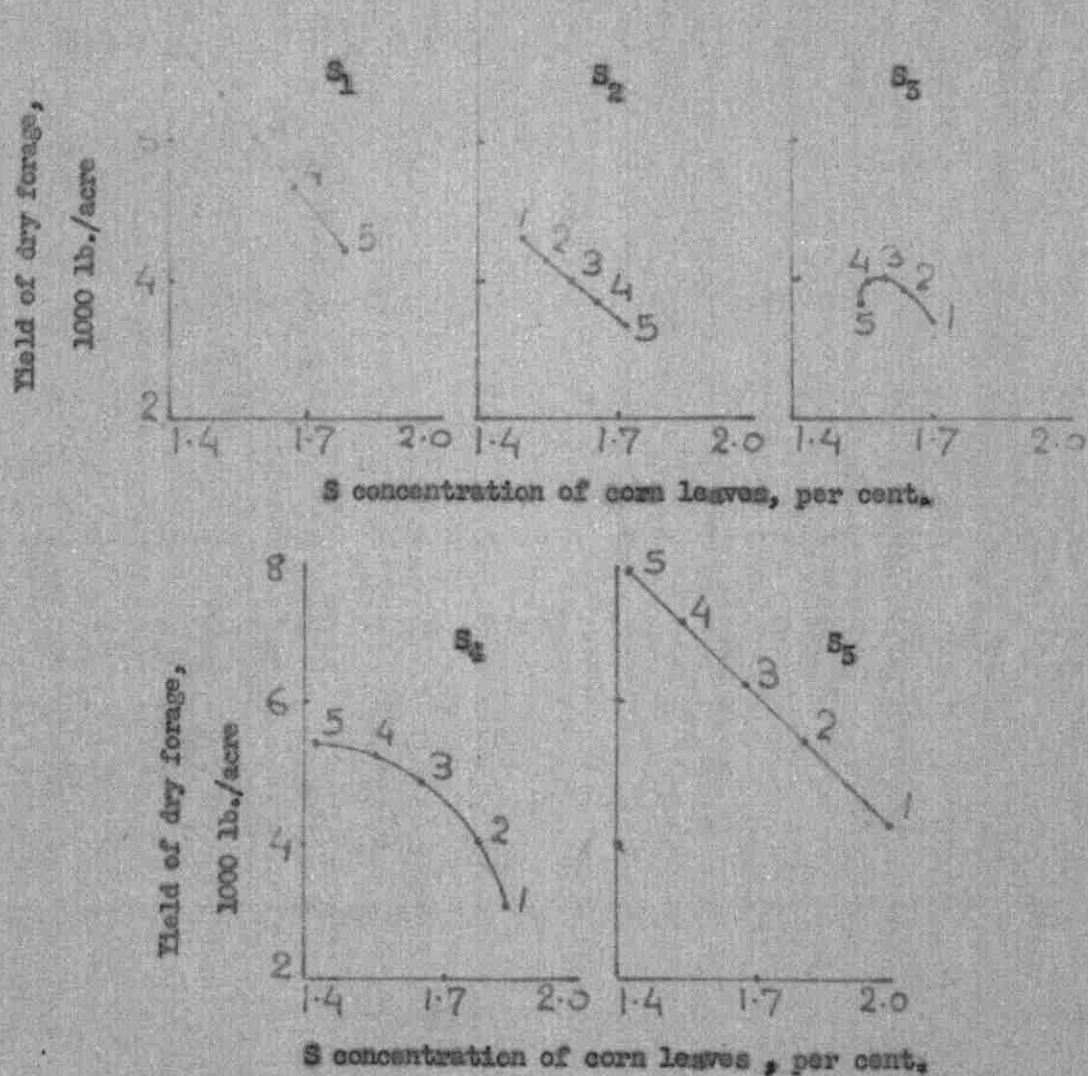 S1
S2
S3
Yield of dry forage,
1000 lb./acre
4
2
5
1 2 3 4 5
4 3 2 1 5
1.4 1.7 2.0 1.4 1.7 2.0 1.4 1.7 2.0
S concentration of corn leaves, per cent.
S4
S5
Yield of dry forage,
1000 lb./acre
8
6
4
2
5 4 3 2 1
5 4 3 2 1
1.4 1.7 2.0 1.4 1.7 2.0
S concentration of corn leaves , per cent.